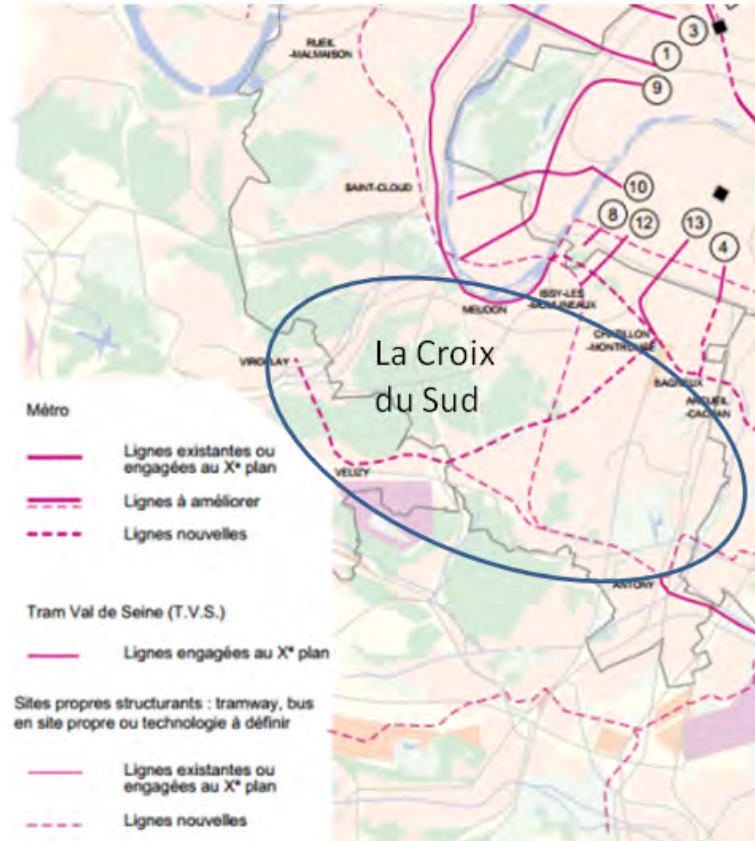 RUEIL
-MALMAISON
3
1
9
SAINT-CLOUD
10
8
12
13
4
MEUDON
ISSY-LES
-MOULINEAUX
CHATILLON
-MONTROUGE
BAGNEUX
ARCUEIL
-CACHAN
VIROFLAY
La Croix
du Sud
VELIZY
ANTONY
Métro
Lignes existantes ou
engagées au Xe plan
Lignes à améliorer
Lignes nouvelles
Tram Val de Seine (T.V.S.)
Lignes engagées au Xe plan
Sites propres structurants : tramway, bus
en site propre ou technologie à définir
Lignes existantes ou
engagées au Xe plan
Lignes nouvelles